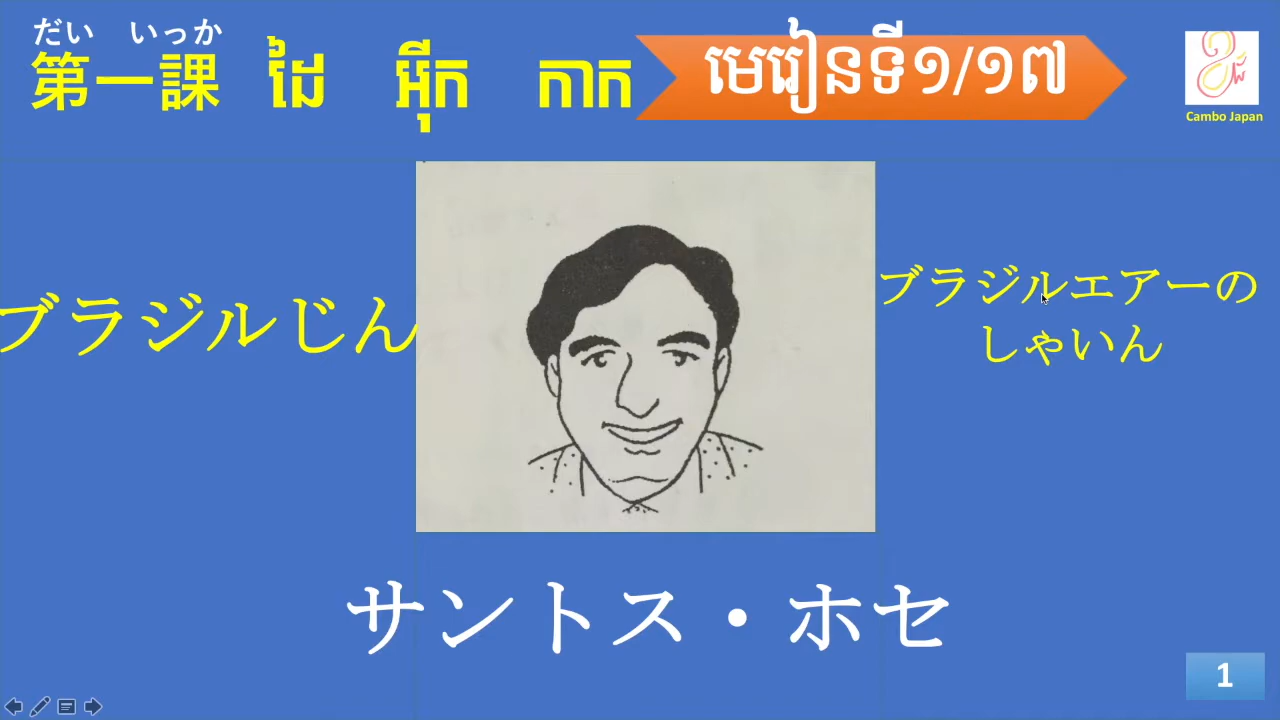 だい いっか
第一課 ដៃ អ៊ីក កាក
មេរៀនទី១/១៧
Cambo Japan
ブラジルじん
ブラジルエアーの
しゃいん
サントス・ホセ
1